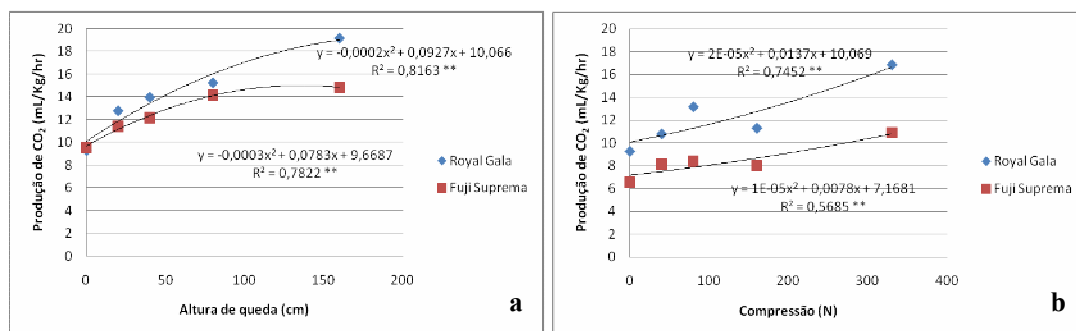 Produção de CO₂ (mL/Kg/hr)
20
18
16
14
12
10
8
6
4
2
0
y = -0,0002x² + 0,0927x + 10,066
R² = 0,8163 **
y = -0,0003x² + 0,0783x + 9,6687
R² = 0,7822 **
Royal Gala
Fuji Suprema
0 50 100 150 200
Altura de queda (cm)
a
Produção de CO₂ (mL/Kg/hr)
20
18
16
14
12
10
8
6
4
2
0
y = 2E-05x² + 0,0137x + 10,069
R² = 0,7452 **
y = 1E-05x² + 0,0078x + 7,1681
R² = 0,5685 **
Royal Gala
Fuji Suprema
0 100 200 300 400
Compressão (N)
b